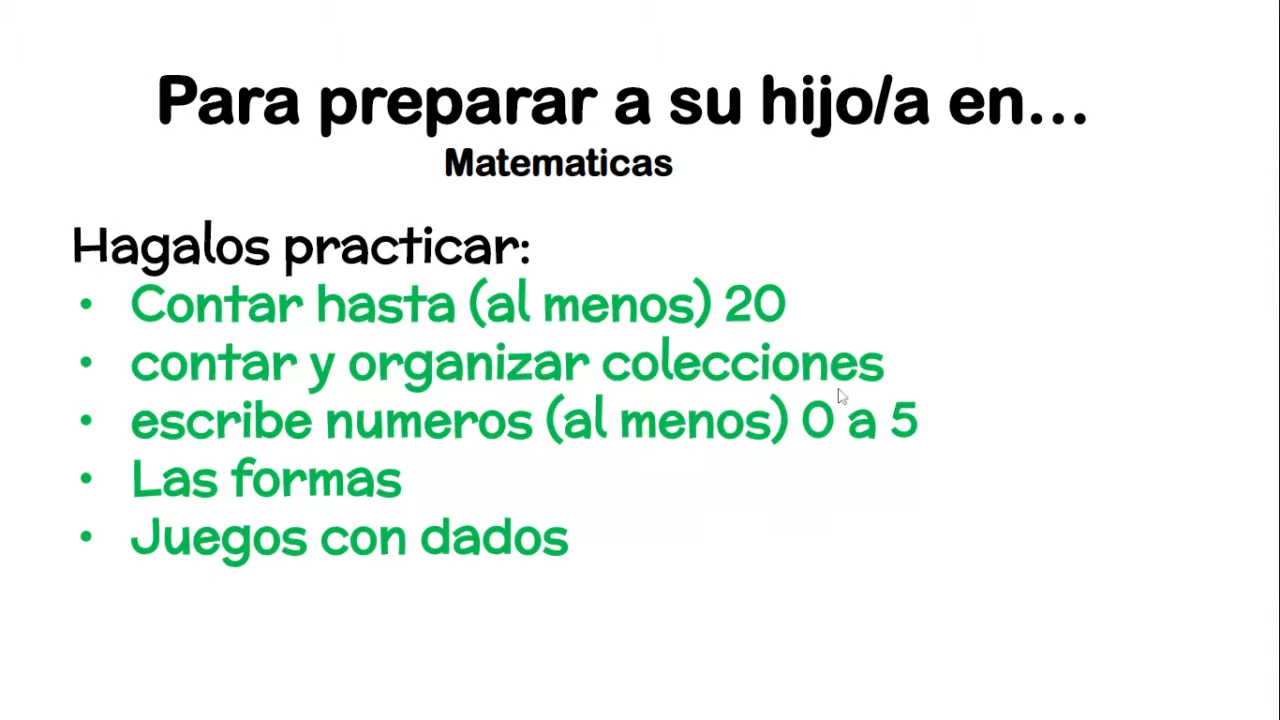 Para preparar a su hijo/a en...
Matematicas
Hagalos practicar:
• Contar hasta (al menos) 20
• contar y organizar colecciones
• escribe numeros (al menos) 0 a 5
• Las formas
• Juegos con dados